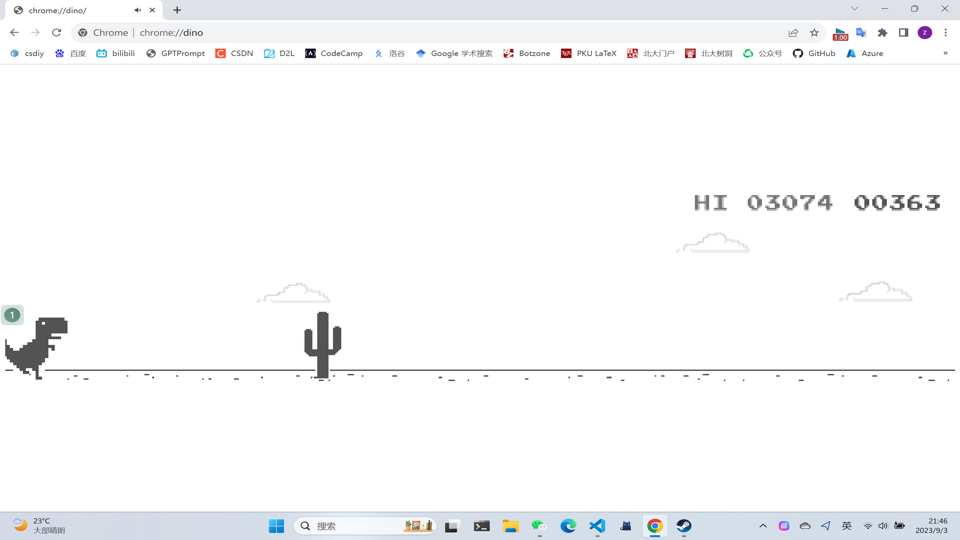 chrome://dino/
Chrome | chrome://dino
1.00
z
csdiy 百度 bilibili GPTPrompt CSDN D2L CodeCamp 洛谷 Google 学术搜索 Botzone PKU LaTeX 北大门户 北大树洞 公众号 GitHub Azure »
HI 03074 00363
1
23°C
大部晴朗
搜索
英
21:46
2023/9/3